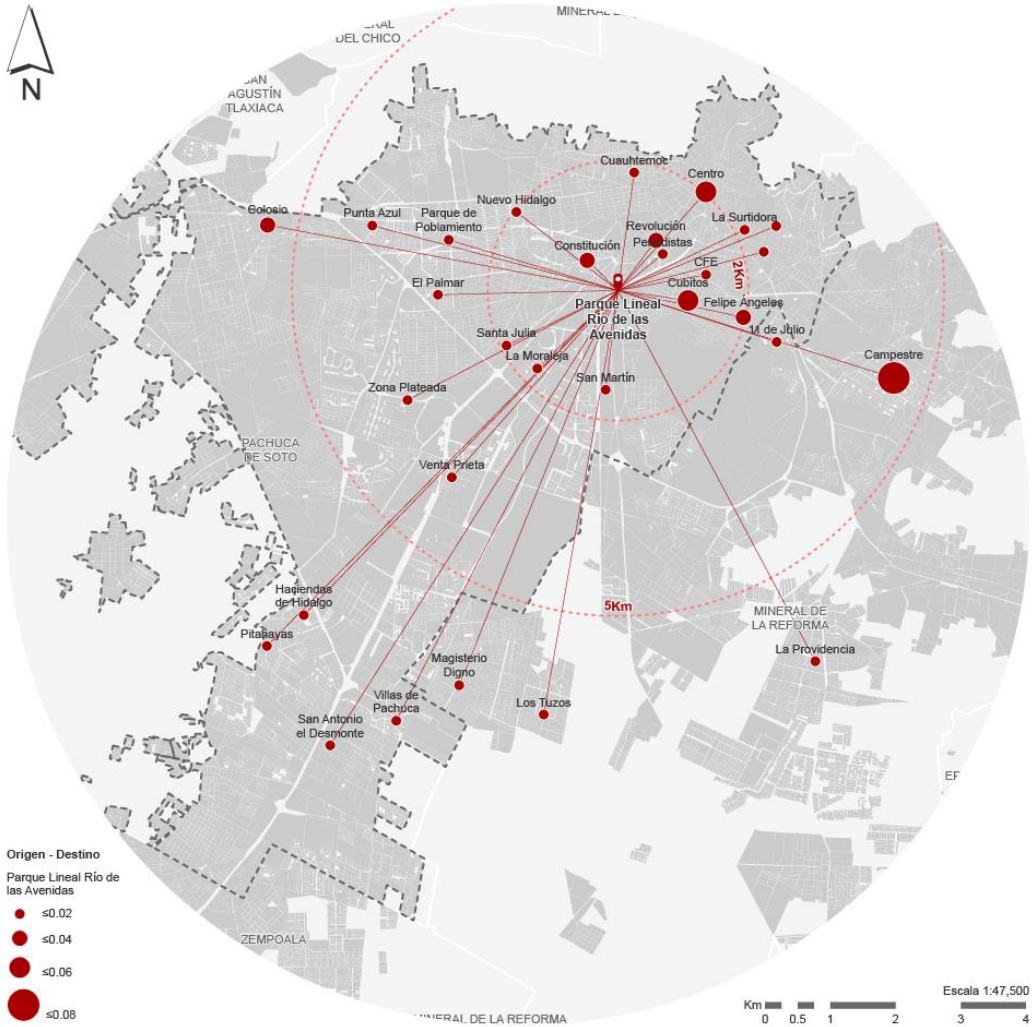 MINERAL
DEL CHICO
SAN
AGUSTÍN
TLAXIACA
N
Cuauhtemoc
Centro
Colosio
Punta Azul
Parque de
Poblamiento
Nuevo Hidalgo
La Surtidora
Revolución
Periodistas
Constitución
CFE
2Km
El Palmar
Cubitos
Felipe Angeles
Parque Lineal
Río de las
Avenidas
11 de Julio
Santa Julia
La Moraleja
Campestre
San Martín
Zona Plateada
PACHUCA
DE SOTO
Venta Prieta
Haciendas
de Hidalgo
5Km
MINERAL DE
LA REFORMA
Pitahayas
La Providencia
Magisterio
Digno
Villas de
Pachuca
Los Tuzos
San Antonio
el Desmonte
Origen - Destino
Parque Lineal Río de
las Avenidas
≤0.02
≤0.04
≤0.06
≤0.08
ZEMPOALA
MINERAL DE LA REFORMA
Escala 1:47,500
Km
0 0.5 1 2 3 4